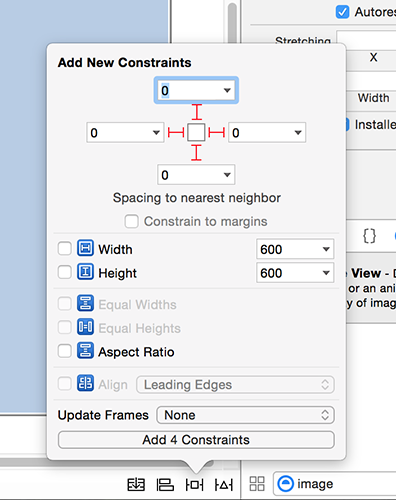 Autores
Stretching
X
Width
Installe
Add New Constraints
0
0
0
0
Spacing to nearest neighbor
Constrain to margins
Width
600
Height
600
Equal Widths
Equal Heights
Aspect Ratio
Align
Leading Edges
Update Frames
None
Add 4 Constraints
{}
e View - D
or an ani
y of imag
image